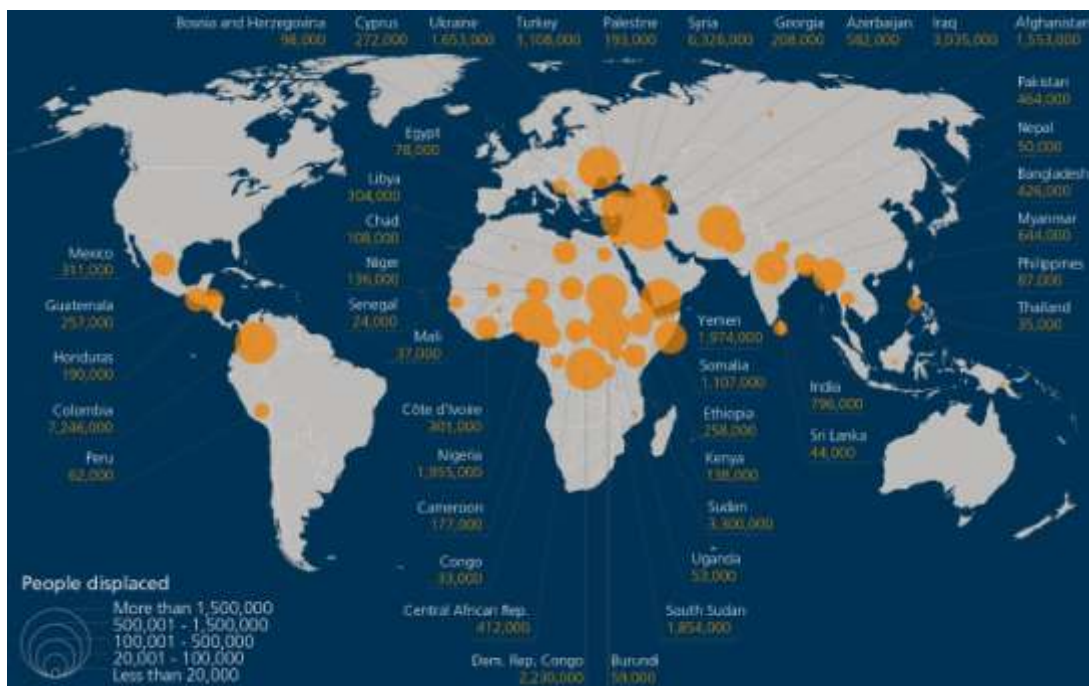 Bosnia and Herzegovina
98,000
Cyprus
272,000
Ukraine
1,653,000
Turkey
1,108,000
Palestine
193,000
Syria
6,326,000
Georgia
208,000
Azerbaijan
582,000
Iraq
3,035,000
Afghanistan
1,553,000
Pakistan
464,000
Nepal
50,000
Bangladesh
426,000
Myanmar
644,000
Philippines
87,000
Thailand
35,000
Egypt
78,000
Libya
304,000
Chad
108,000
Niger
136,000
Senegal
24,000
Mali
37,000
Mexico
311,000
Guatemala
257,000
Honduras
190,000
Colombia
7,246,000
Peru
62,000
Côte d'Ivoire
301,000
Nigeria
1,955,000
Cameroon
177,000
Congo
33,000
Central African Rep.
412,000
Dem. Rep. Congo
2,230,000
Burundi
59,000
South Sudan
1,854,000
Uganda
53,000
Sudan
3,300,000
Kenya
138,000
Ethiopia
258,000
Somalia
1,107,000
Yemen
1,974,000
India
796,000
Sri Lanka
44,000
People displaced
More than 1,500,000
500,001 - 1,500,000
100,001 - 500,000
20,001 - 100,000
Less than 20,000